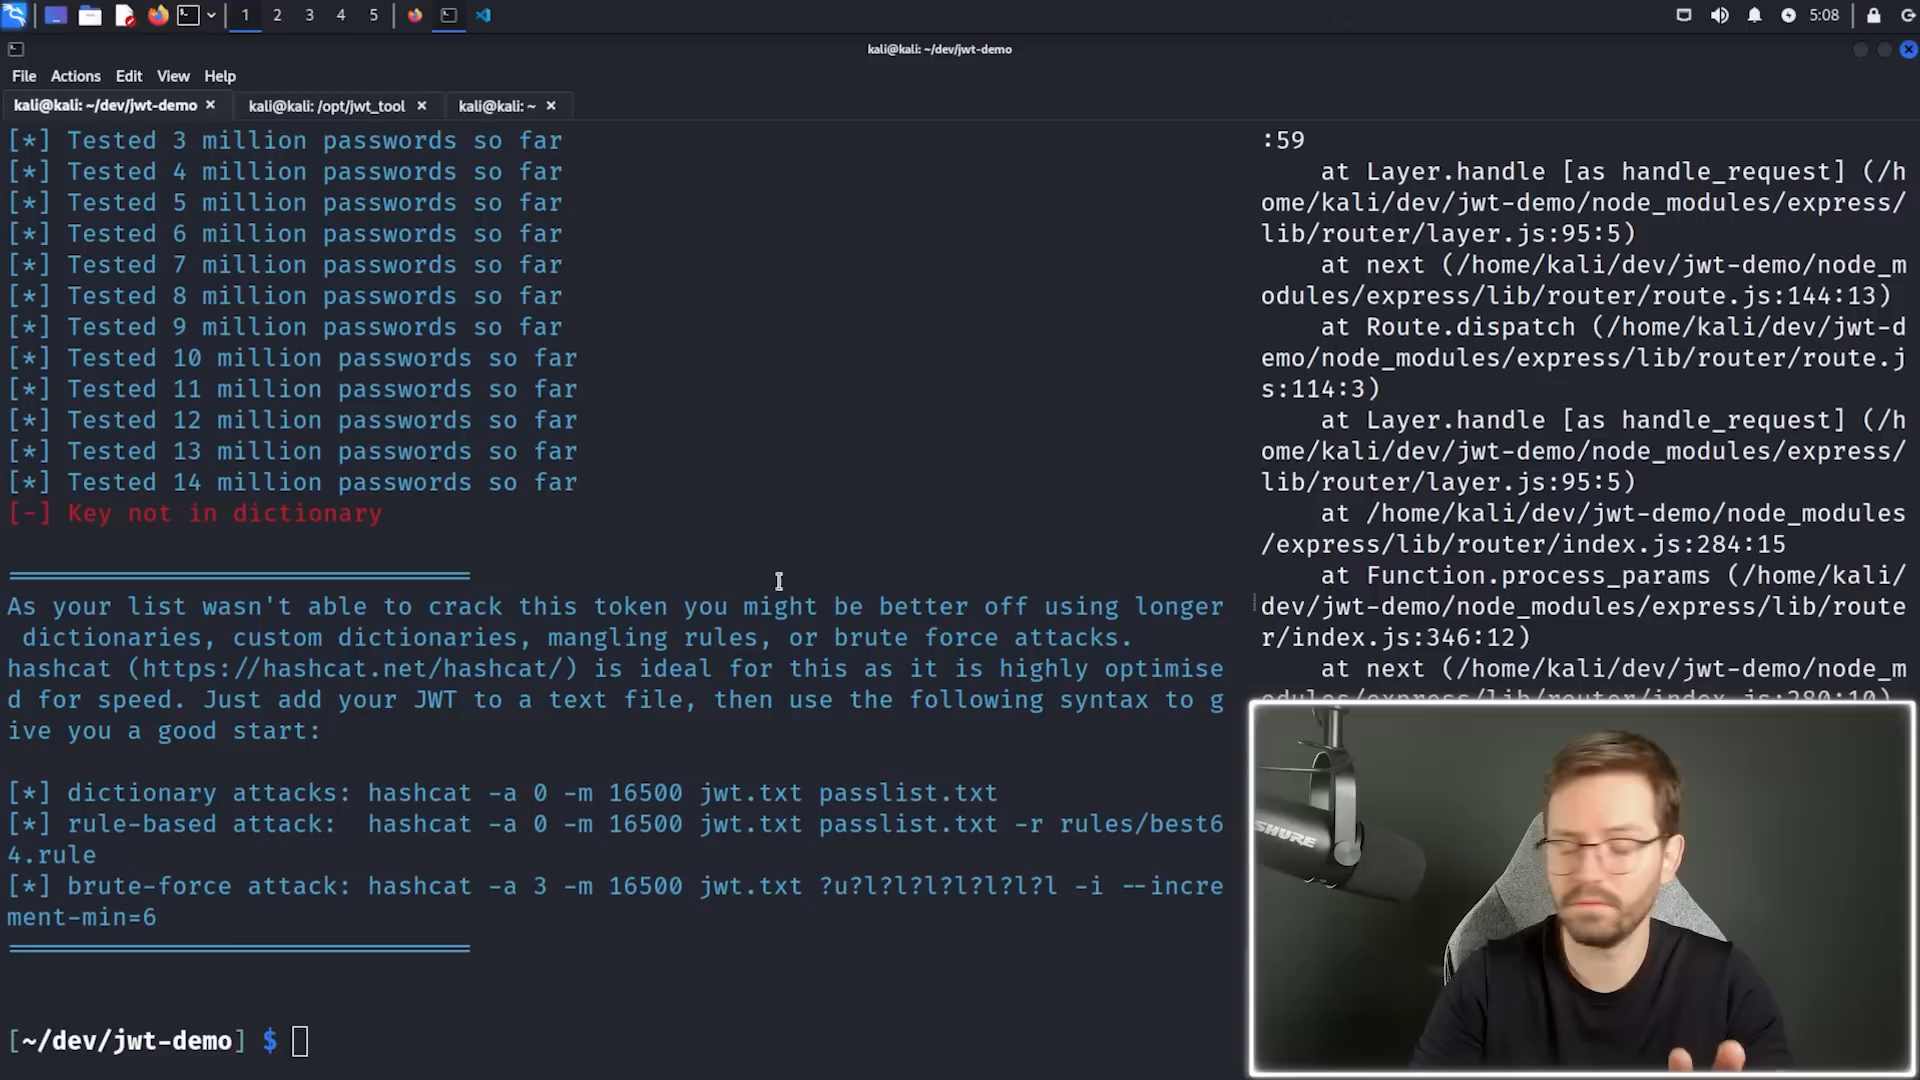 1 2 3 4 5
5:08
kali@kali: ~/dev/jwt-demo
File Actions Edit View Help
kali@kali: ~/dev/jwt-demo × kali@kali: /opt/jwt_tool × kali@kali: ~ ×
[*] Tested 3 million passwords so far
[*] Tested 4 million passwords so far
[*] Tested 5 million passwords so far
[*] Tested 6 million passwords so far
[*] Tested 7 million passwords so far
[*] Tested 8 million passwords so far
[*] Tested 9 million passwords so far
[*] Tested 10 million passwords so far
[*] Tested 11 million passwords so far
[*] Tested 12 million passwords so far
[*] Tested 13 million passwords so far
[*] Tested 14 million passwords so far
[-] Key not in dictionary
As your list wasn't able to crack this token you might be better off using longer
dictionaries, custom dictionaries, mangling rules, or brute force attacks.
hashcat (https://hashcat.net/hashcat/) is ideal for this as it is highly optimise
d for speed. Just add your JWT to a text file, then use the following syntax to g
ive you a good start:
[*] dictionary attacks: hashcat -a 0 -m 16500 jwt.txt passlist.txt
[*] rule-based attack:  hashcat -a 0 -m 16500 jwt.txt passlist.txt -r rules/best6
4.rule
[*] brute-force attack: hashcat -a 3 -m 16500 jwt.txt ?u?l?l?l?l?l?l?l -i --incre
ment-min=6
[~/dev/jwt-demo] $
:59
at Layer.handle [as handle_request] (/h
ome/kali/dev/jwt-demo/node_modules/express/
lib/router/layer.js:95:5)
at next (/home/kali/dev/jwt-demo/node_m
odules/express/lib/router/route.js:144:13)
at Route.dispatch (/home/kali/dev/jwt-d
emo/node_modules/express/lib/router/route.j
s:114:3)
at Layer.handle [as handle_request] (/h
ome/kali/dev/jwt-demo/node_modules/express/
lib/router/layer.js:95:5)
at /home/kali/dev/jwt-demo/node_modules
/express/lib/router/index.js:284:15
at Function.process_params (/home/kali/
dev/jwt-demo/node_modules/express/lib/route
r/index.js:346:12)
at next (/home/kali/dev/jwt-demo/node_m
odules/express/lib/router/index.js:280:10)
SHURE